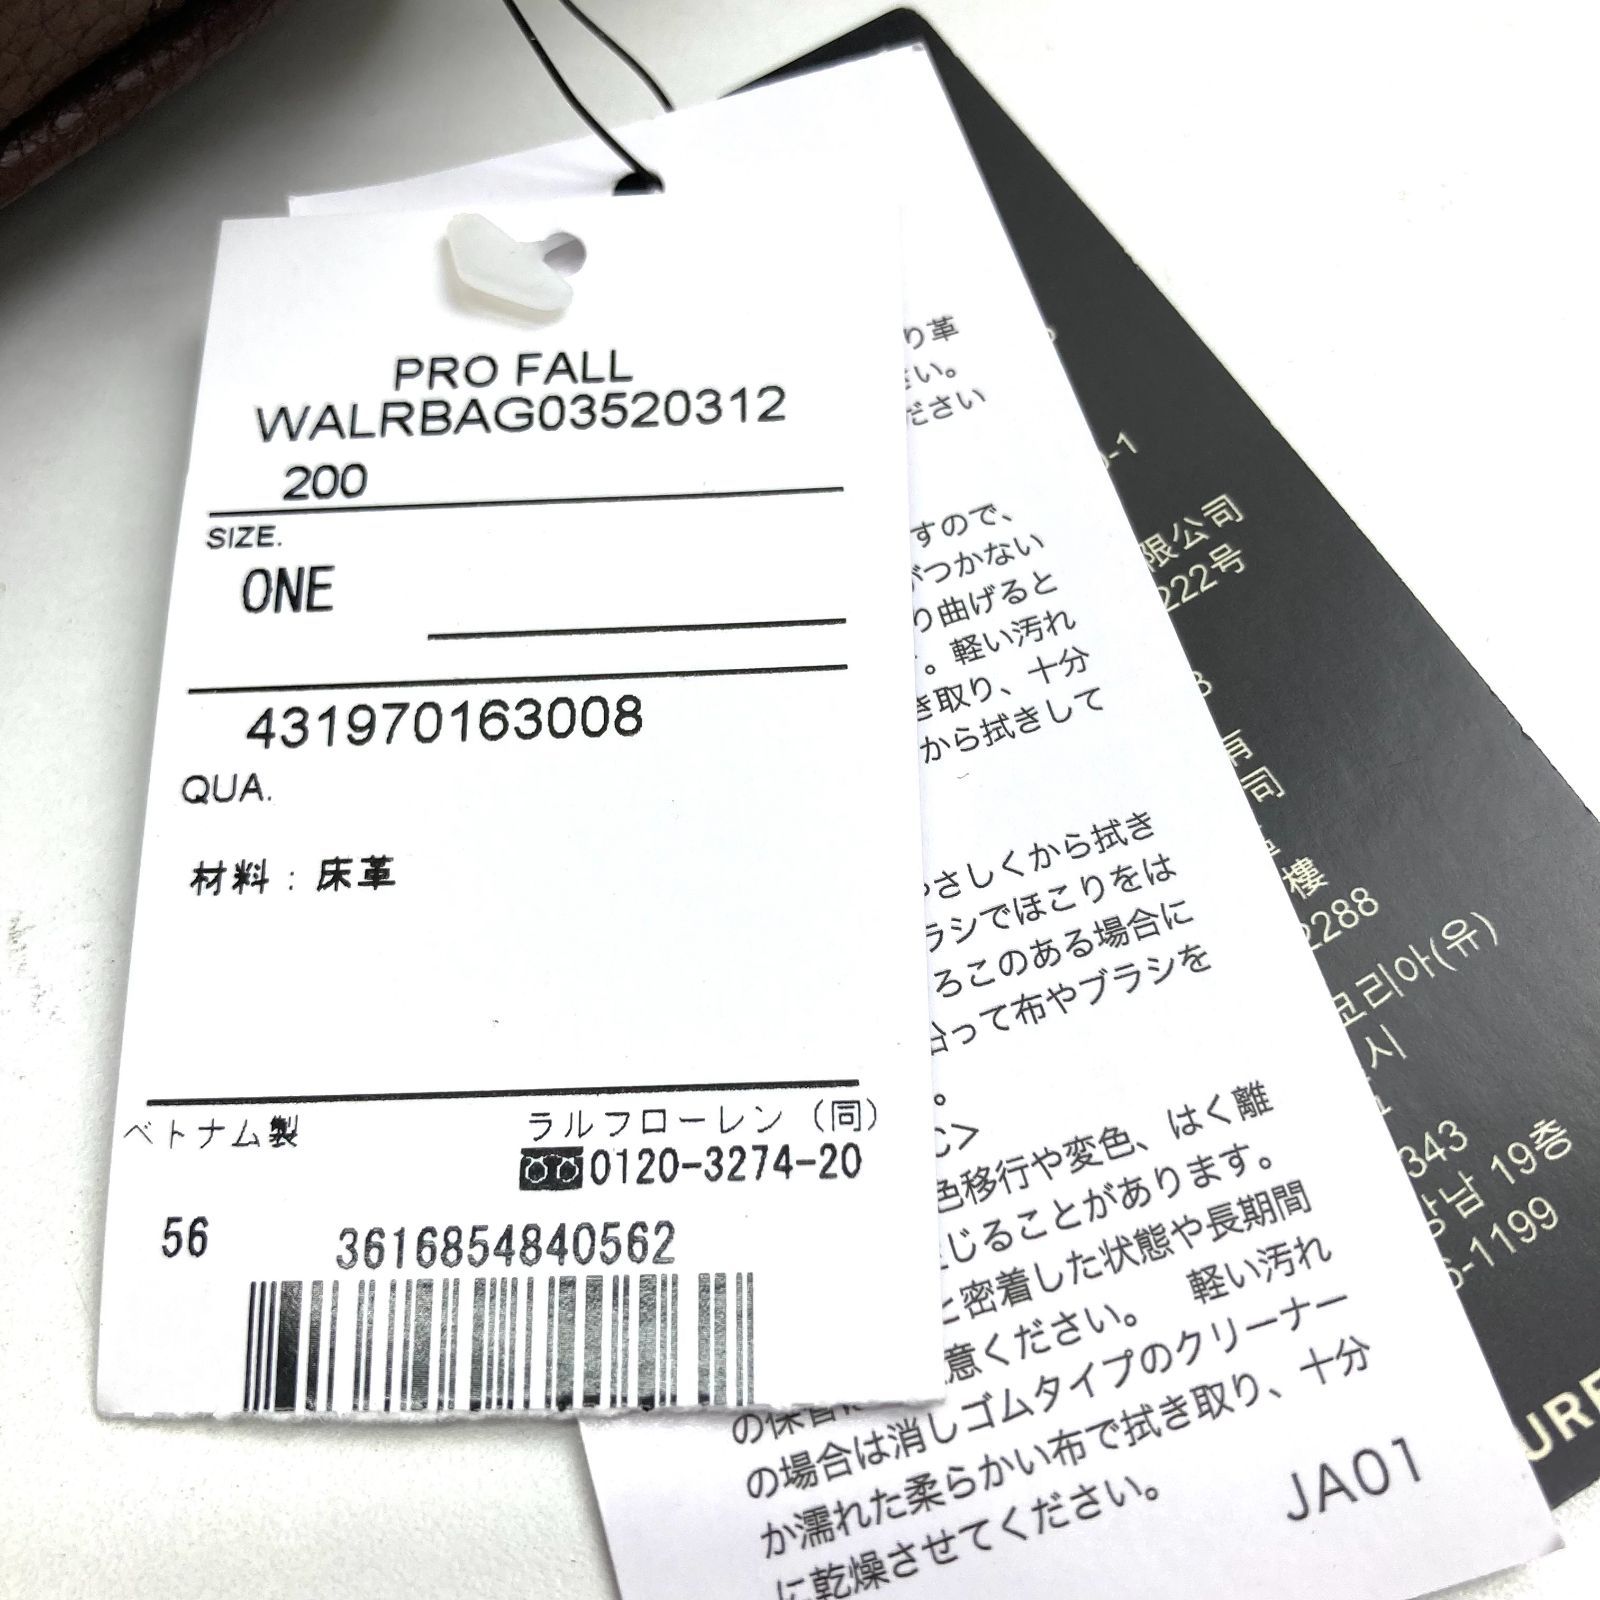 PRO FALL
WALRBAG03520312
200
SIZE.
ONE
431970163008
QUA.
材料：床革
ベトナム製
ラルフローレン（同）
0120-3274-20
56
3616854840562
り革
い。
ださい
すので、
がつかない
り曲げると
。軽い汚れ
き取り、十分
から拭きして
さしくから拭き
ラシでほこりをは
ろこのある場合に
沿って布やブラシを
。
C>
色移行や変色、はく離
じることがあります。
と密着した状態や長期間
意ください。 軽い汚れ
の場合は消しゴムタイプのクリーナー
か濡れた柔らかい布で拭き取り、十分
に乾燥させてください。
JA01
-1
限公司
222号
司
樓
2288
코리아(유)
시
343
강남 19층
6-1199